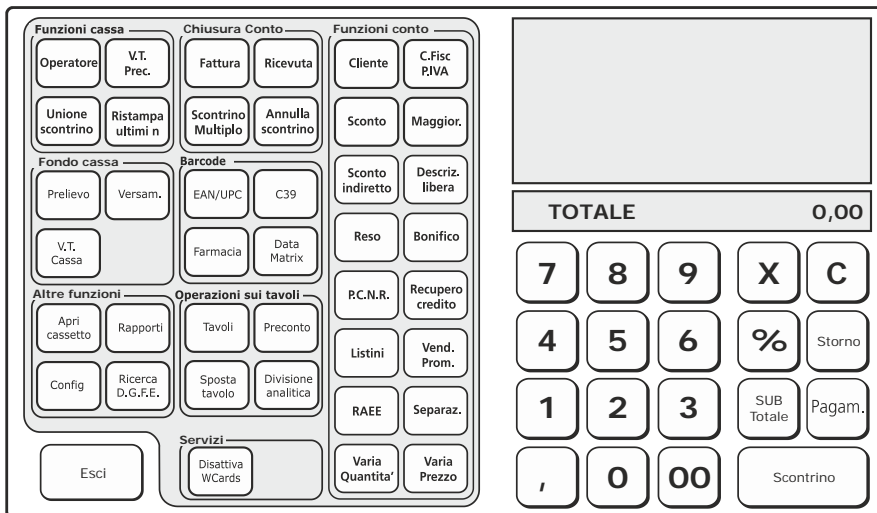 Funzioni cassa
Operatore
V.T.
Prec.
Unione
scontrino
Ristampa
ultimi n
Chiusura Conto
Fattura
Ricevuta
Scontrino
Multiplo
Annulla
scontrino
Funzioni conto
Cliente
C.Fisc
P.IVA
Sconto
Maggior.
Sconto
indiretto
Descriz.
libera
Reso
Bonifico
P.C.N.R.
Recupero
credito
Listini
Vend.
Prom.
RAEE
Separaz.
Varia
Quantita'
Varia
Prezzo
Fondo cassa
Prelievo
Versam.
V.T.
Cassa
Barcode
EAN/UPC
C39
Farmacia
Data
Matrix
Altre funzioni
Apri
cassetto
Rapporti
Config
Ricerca
D.G.F.E.
Operazioni sui tavoli
Tavoli
Preconto
Sposta
tavolo
Divisione
analitica
Servizi
Disattiva
WCards
Esci
TOTALE 0,00
7 8 9 X C
4 5 6 % Storno
1 2 3 SUB
Totale Pagam.
, 0 00 Scontrino